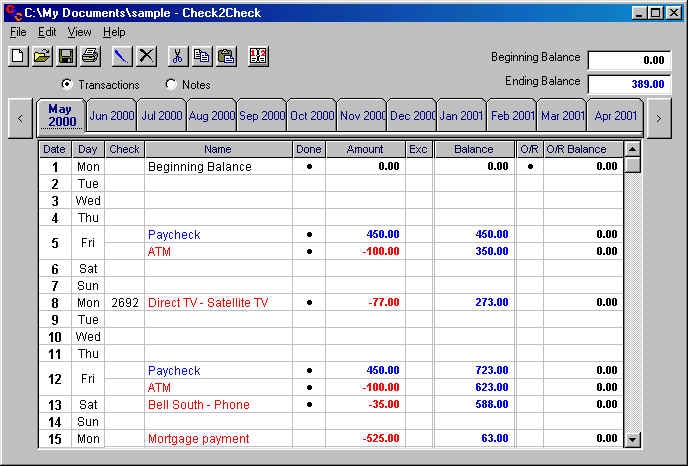 C:\My Documents\sample - Check2Check
File Edit View Help
Beginning Balance 0.00
Transactions Notes
Ending Balance 389.00
< May 2000 Jun 2000 Jul 2000 Aug 2000 Sep 2000 Oct 2000 Nov 2000 Dec 2000 Jan 2001 Feb 2001 Mar 2001 Apr 2001 >
Date Day Check Name Done Amount Exc Balance O/R O/R Balance
1 Mon Beginning Balance • 0.00 0.00 • 0.00
2 Tue
3 Wed
4 Thu
5 Fri Paycheck • 450.00 450.00 0.00
ATM • -100.00 350.00 0.00
6 Sat
7 Sun
8 Mon 2692 Direct TV - Satellite TV • -77.00 273.00 0.00
9 Tue
10 Wed
11 Thu
12 Fri Paycheck • 450.00 723.00 0.00
ATM • -100.00 623.00 0.00
13 Sat Bell South - Phone • -35.00 588.00 0.00
14 Sun
15 Mon Mortgage payment -525.00 63.00 0.00